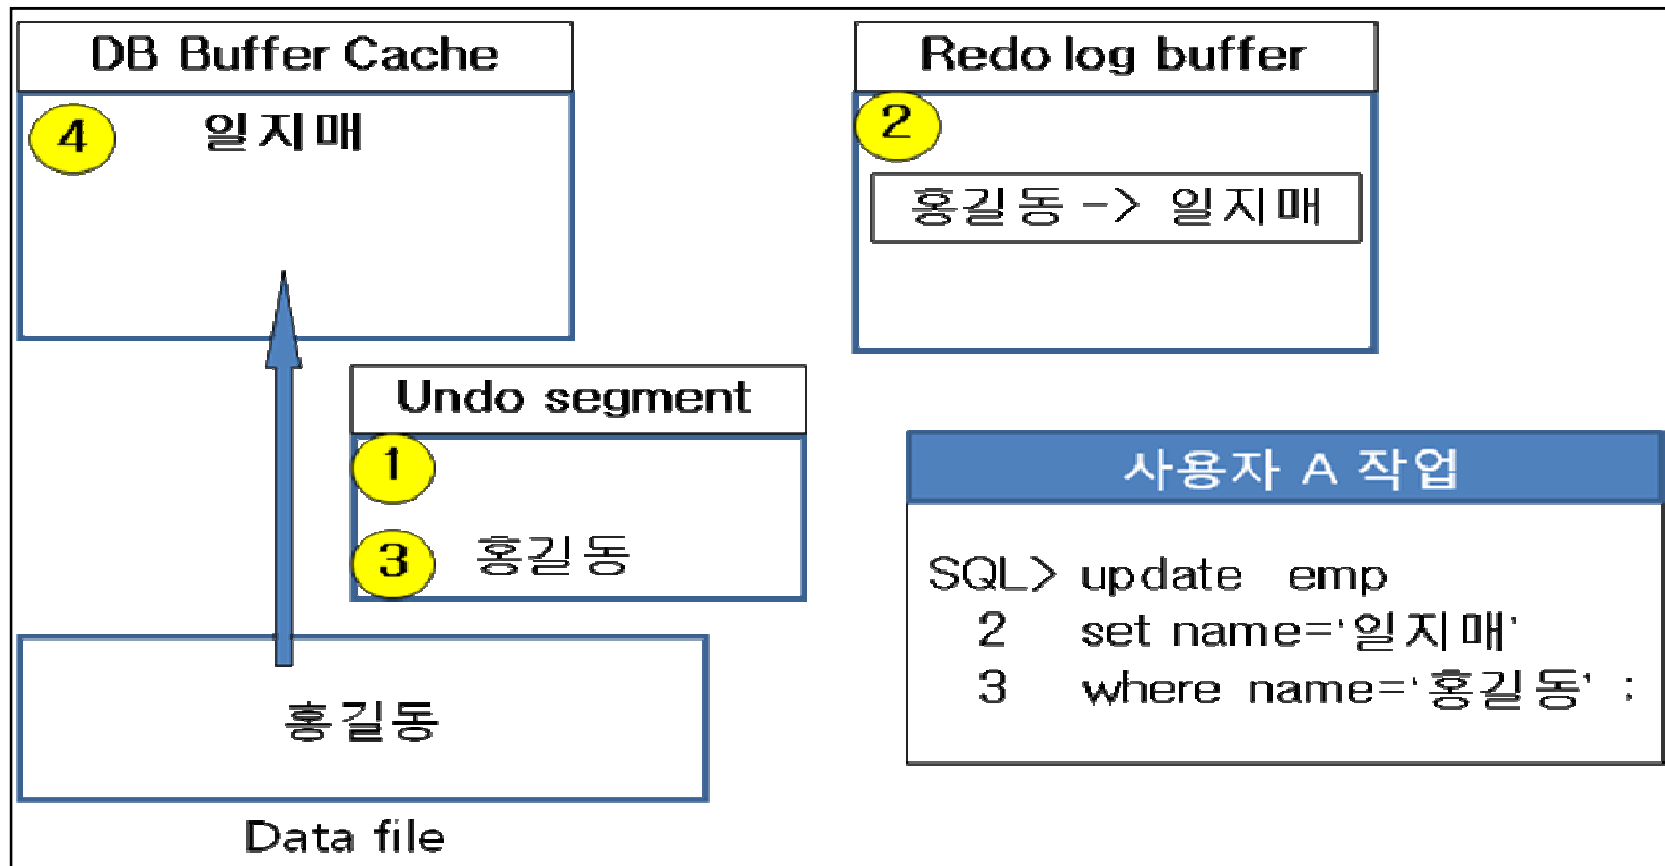 DB Buffer Cache
4 일지매
Redo log buffer
2
홍길동 -> 일지매
Undo segment
1
3 홍길동
홍길동
Data file
사용자 A 작업
SQL> update emp
2 set name='일지매'
3 where name='홍길동' ;